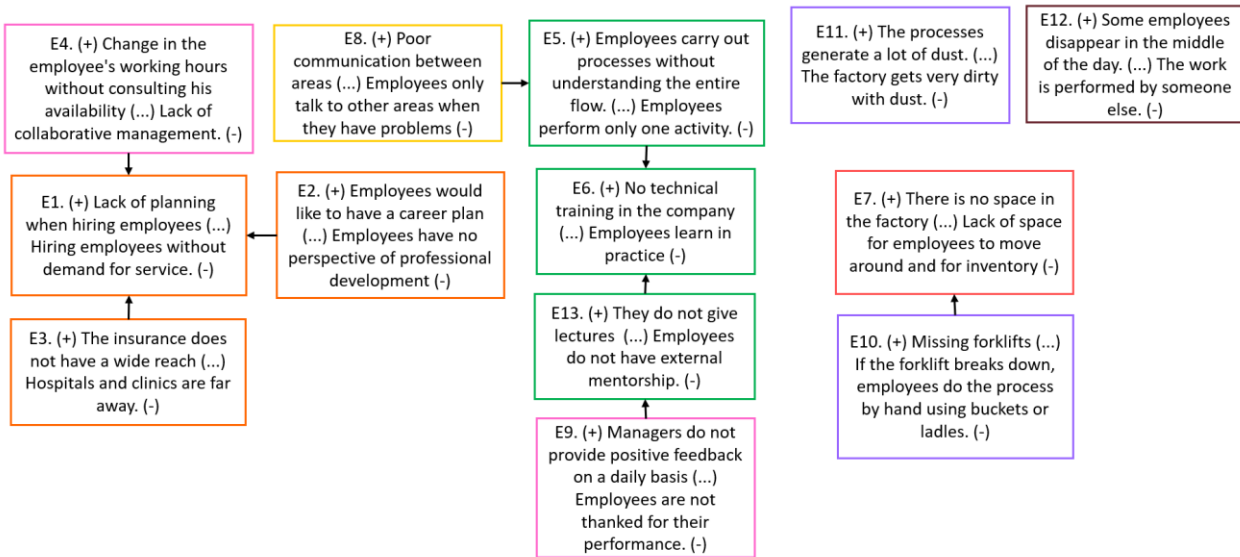 E4. (+) Change in the
employee's working hours
without consulting his
availability (...) Lack of
collaborative management. (-)
E8. (+) Poor
communication between
areas (...) Employees only
talk to other areas when
they have problems (-)
E5. (+) Employees carry out
processes without
understanding the entire
flow. (...) Employees
perform only one activity. (-)
E11. (+) The processes
generate a lot of dust. (...)
The factory gets very dirty
with dust. (-)
E12. (+) Some employees
disappear in the middle
of the day. (...) The work
is performed by someone
else. (-)
E1. (+) Lack of planning
when hiring employees (...)
Hiring employees without
demand for service. (-)
E2. (+) Employees would
like to have a career plan
(...) Employees have no
perspective of professional
development (-)
E6. (+) No technical
training in the company
(...) Employees learn in
practice (-)
E7. (+) There is no space in
the factory (...) Lack of space
for employees to move
around and for inventory (-)
E3. (+) The insurance does
not have a wide reach (...)
Hospitals and clinics are far
away. (-)
E13. (+) They do not give
lectures (...) Employees
do not have external
mentorship. (-)
E10. (+) Missing forklifts (...)
If the forklift breaks down,
employees do the process
by hand using buckets or
ladles. (-)
E9. (+) Managers do not
provide positive feedback
on a daily basis (...)
Employees are not
thanked for their
performance. (-)